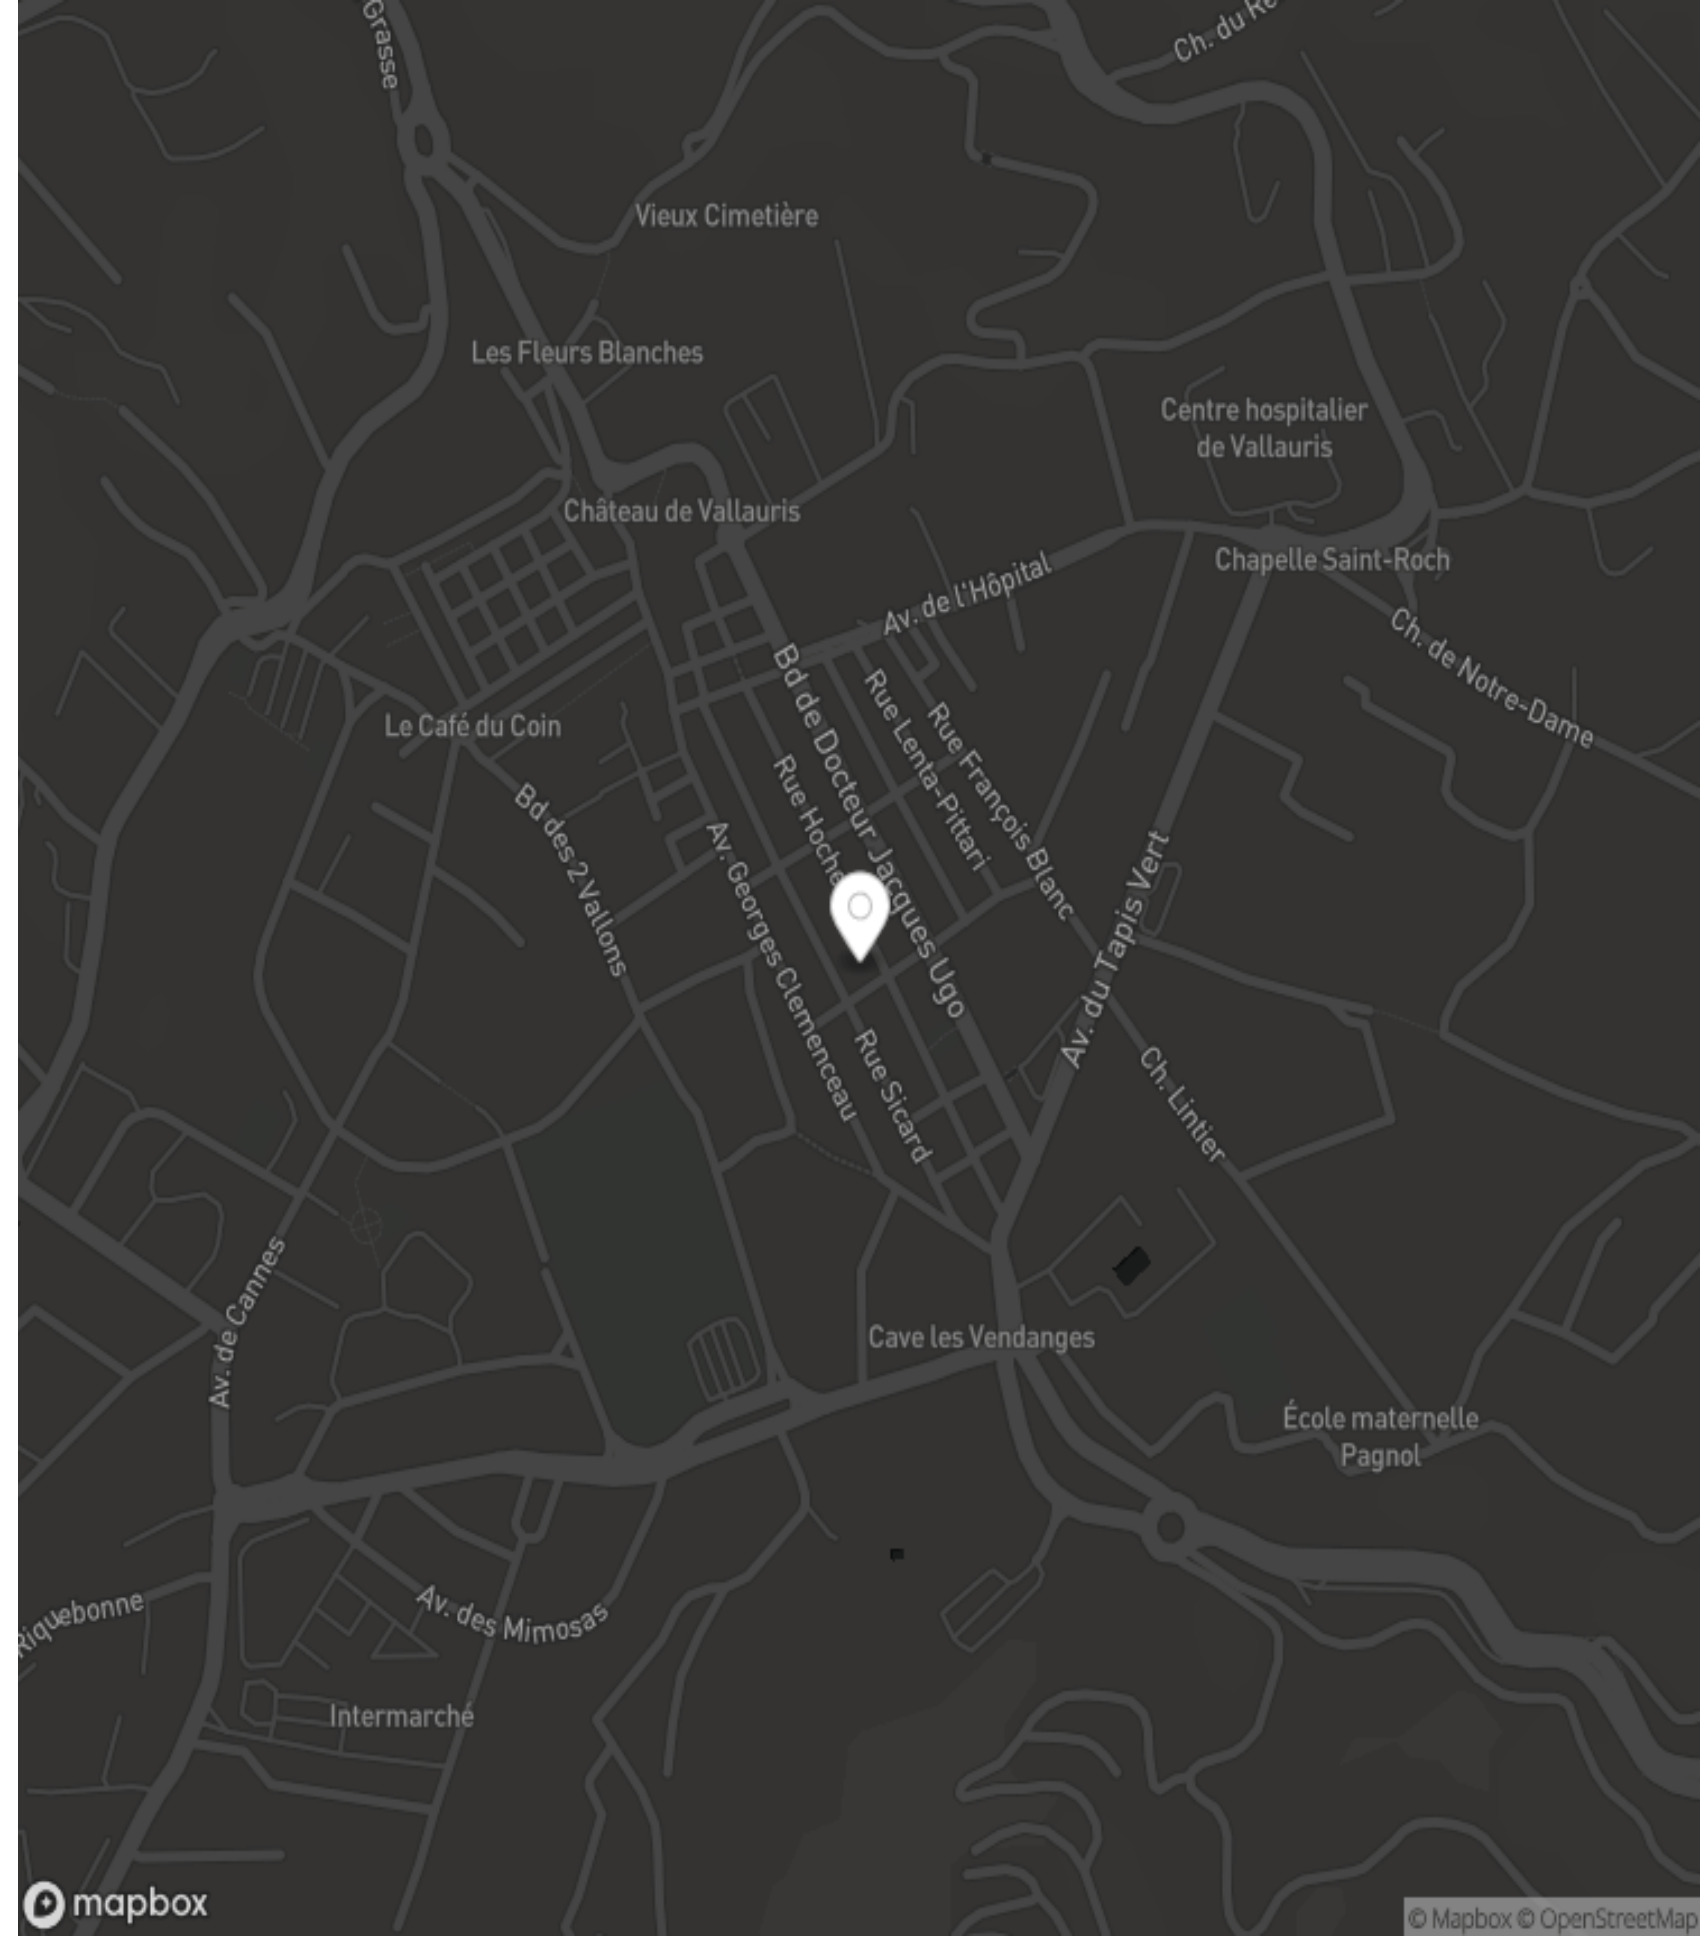 Grasse
Ch. du Re
Vieux Cimetière
Les Fleurs Blanches
Centre hospitalier
de Vallauris
Château de Vallauris
Chapelle Saint-Roch
Av. de l'Hôpital
Ch. de Notre-Dame
Bd de Docteur Jacques Ugo
Rue Lenta-Pittari
Rue François Blanc
Le Café du Coin
Rue Hoche
Bd des 2 Vallons
Av. Georges Clemenceau
Av. du Tapis Vert
Rue Sicard
Ch. Lintier
Av. de Cannes
Cave les Vendanges
École maternelle
Pagnol
Riquebonne
Av. des Mimosas
Intermarché
mapbox
© Mapbox © OpenStreetMap